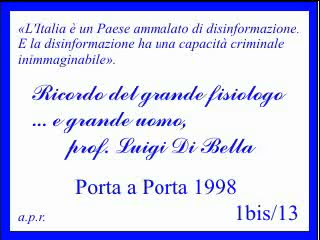 «L'Italia è un Paese ammalato di disinformazione.
E la disinformazione ha una capacità criminale
inimmaginabile».
Ricordo del grande fisiologo
... e grande uomo,
prof. Luigi Di Bella
Porta a Porta 1998
a.p.r.
1bis/13